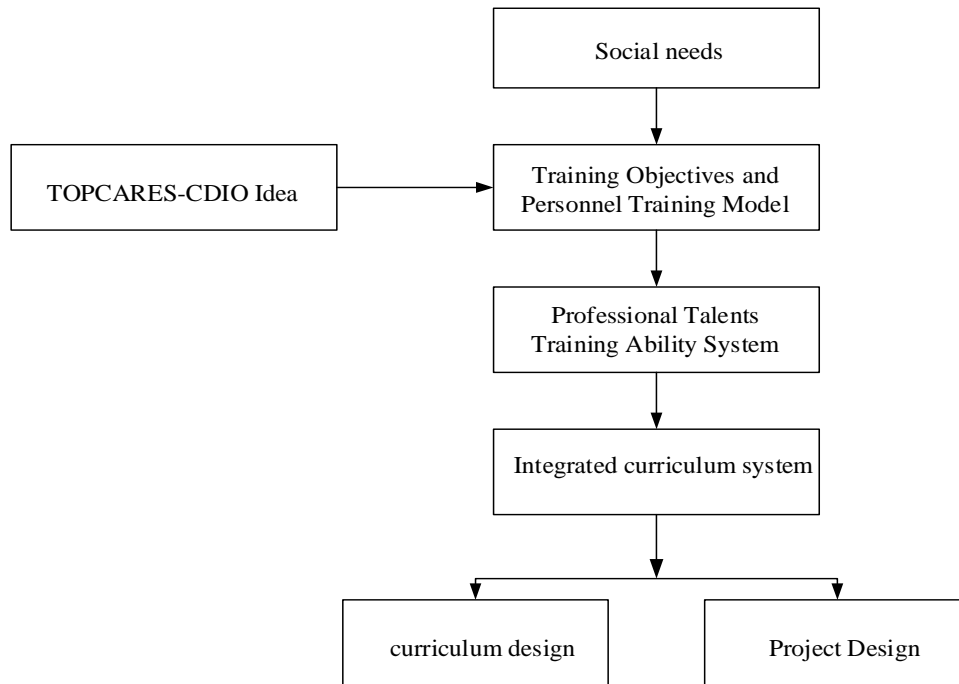 Social needs
TOPCARES-CDIO Idea
Training Objectives and
Personnel Training Model
Professional Talents
Training Ability System
Integrated curriculum system
curriculum design
Project Design